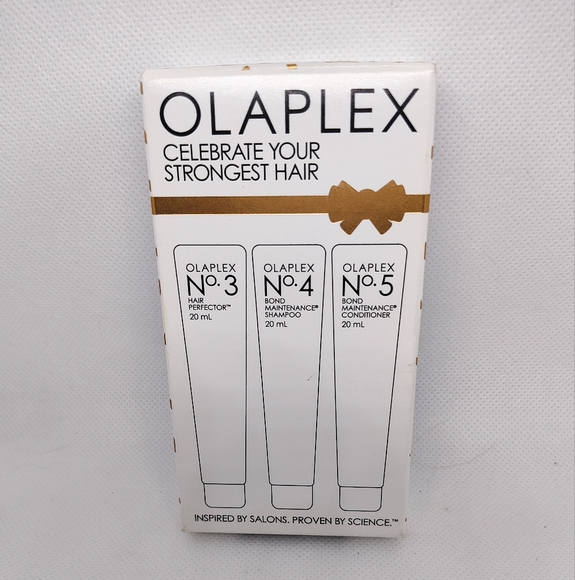 OLAPLEX
CELEBRATE YOUR
STRONGEST HAIR
OLAPLEX
Nº.3
HAIR
PERFECTOR™
20 mL
OLAPLEX
Nº.4
BOND
MAINTENANCE®
SHAMPOO
20 mL
OLAPLEX
Nº.5
BOND
MAINTENANCE®
CONDITIONER
20 mL
INSPIRED BY SALONS. PROVEN BY SCIENCE.™